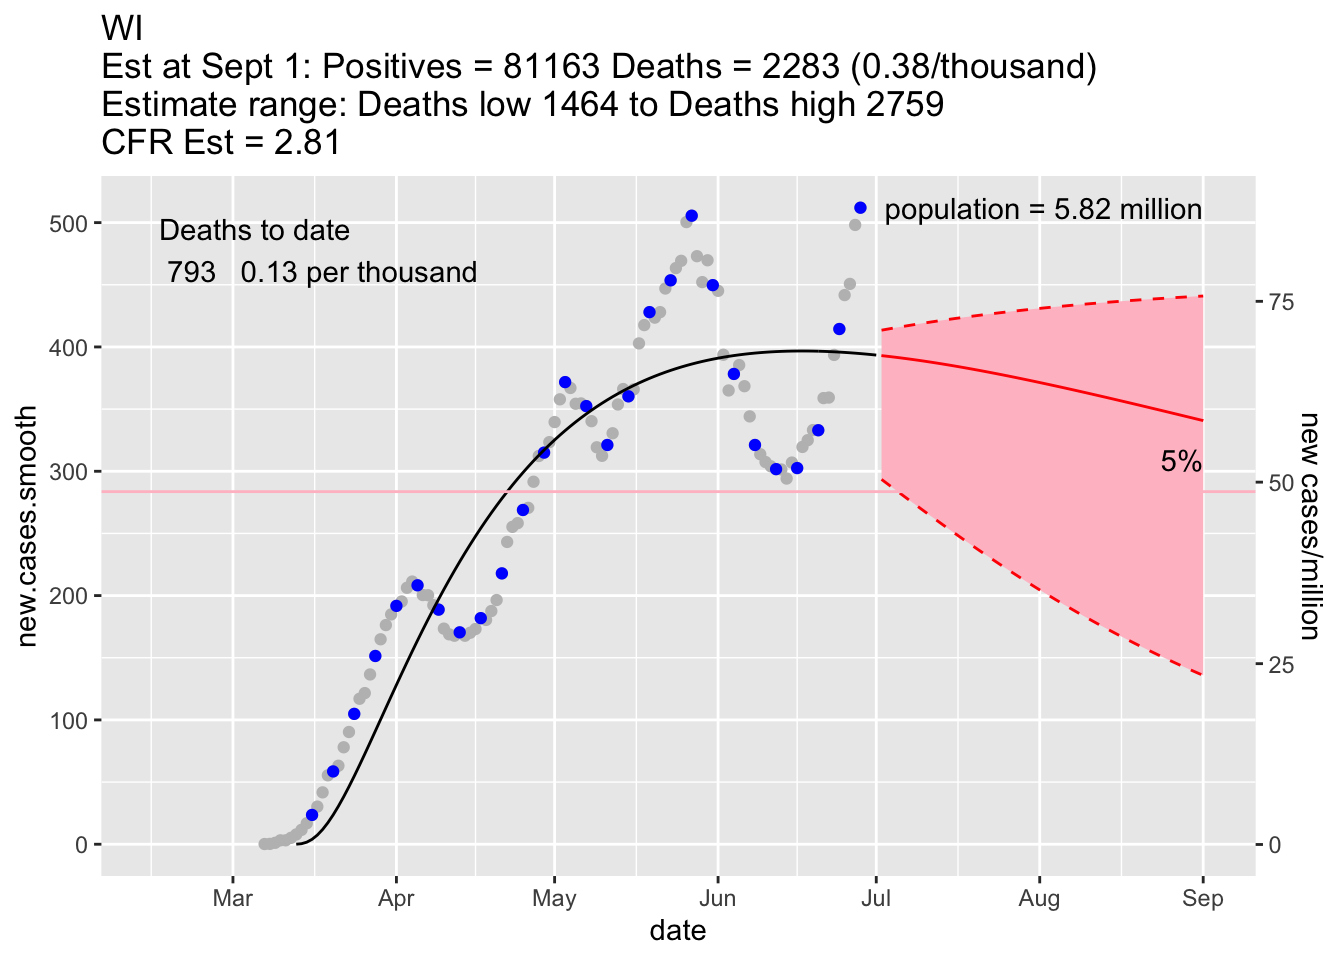 WI
Est at Sept 1: Positives = 81163 Deaths = 2283 (0.38/thousand)
Estimate range: Deaths low 1464 to Deaths high 2759
CFR Est = 2.81
Deaths to date
793 0.13 per thousand
population = 5.82 million
5%
new.cases.smooth
500
400
300
200
100
0
75
50
25
0
new cases/million
Mar Apr May Jun Jul Aug Sep
date